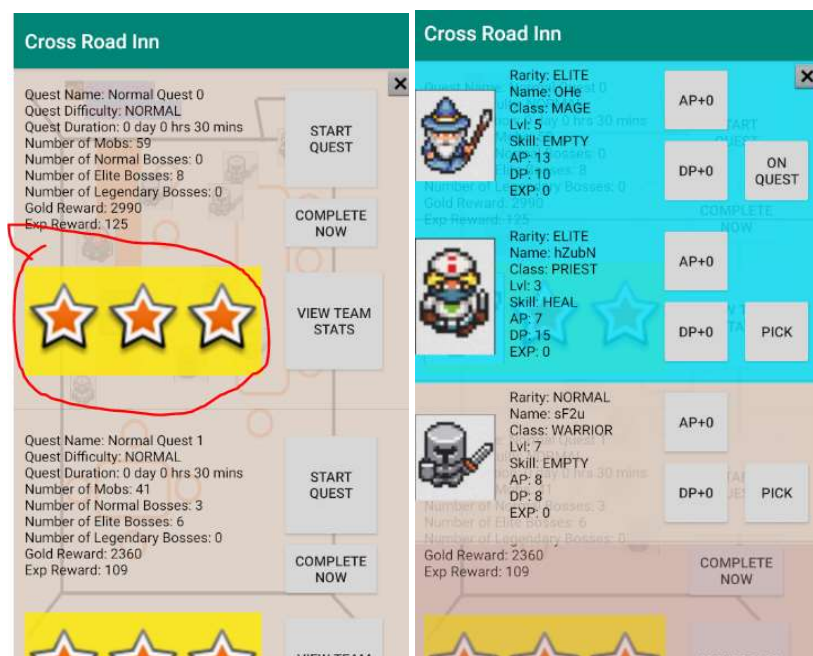 Cross Road Inn
Quest Name: Normal Quest 0
Quest Difficulty: NORMAL
Quest Duration: 0 day 0 hrs 30 mins
Number of Mobs: 59
Number of Normal Bosses: 0
Number of Elite Bosses: 8
Number of Legendary Bosses: 0
Gold Reward: 2990
Exp Reward: 125
START
QUEST
COMPLETE
NOW
VIEW TEAM
STATS
Quest Name: Normal Quest 1
Quest Difficulty: NORMAL
Quest Duration: 0 day 0 hrs 30 mins
Number of Mobs: 41
Number of Normal Bosses: 3
Number of Elite Bosses: 6
Number of Legendary Bosses: 0
Gold Reward: 2360
Exp Reward: 109
START
QUEST
COMPLETE
NOW
VIEW TEAM
Cross Road Inn
Rarity: ELITE
Name: OHe
Class: MAGE
Lvl: 5
Skill: EMPTY
AP: 13
DP: 10
EXP: 0
AP+0
DP+0
ON
QUEST
Rarity: ELITE
Name: hZubN
Class: PRIEST
Lvl: 3
Skill: HEAL
AP: 7
DP: 15
EXP: 0
AP+0
DP+0
PICK
Rarity: NORMAL
Name: sF2u
Class: WARRIOR
Lvl: 7
Skill: EMPTY
AP: 8
DP: 8
EXP: 0
AP+0
DP+0
PICK
Gold Reward: 2360
Exp Reward: 109
COMPLETE
NOW